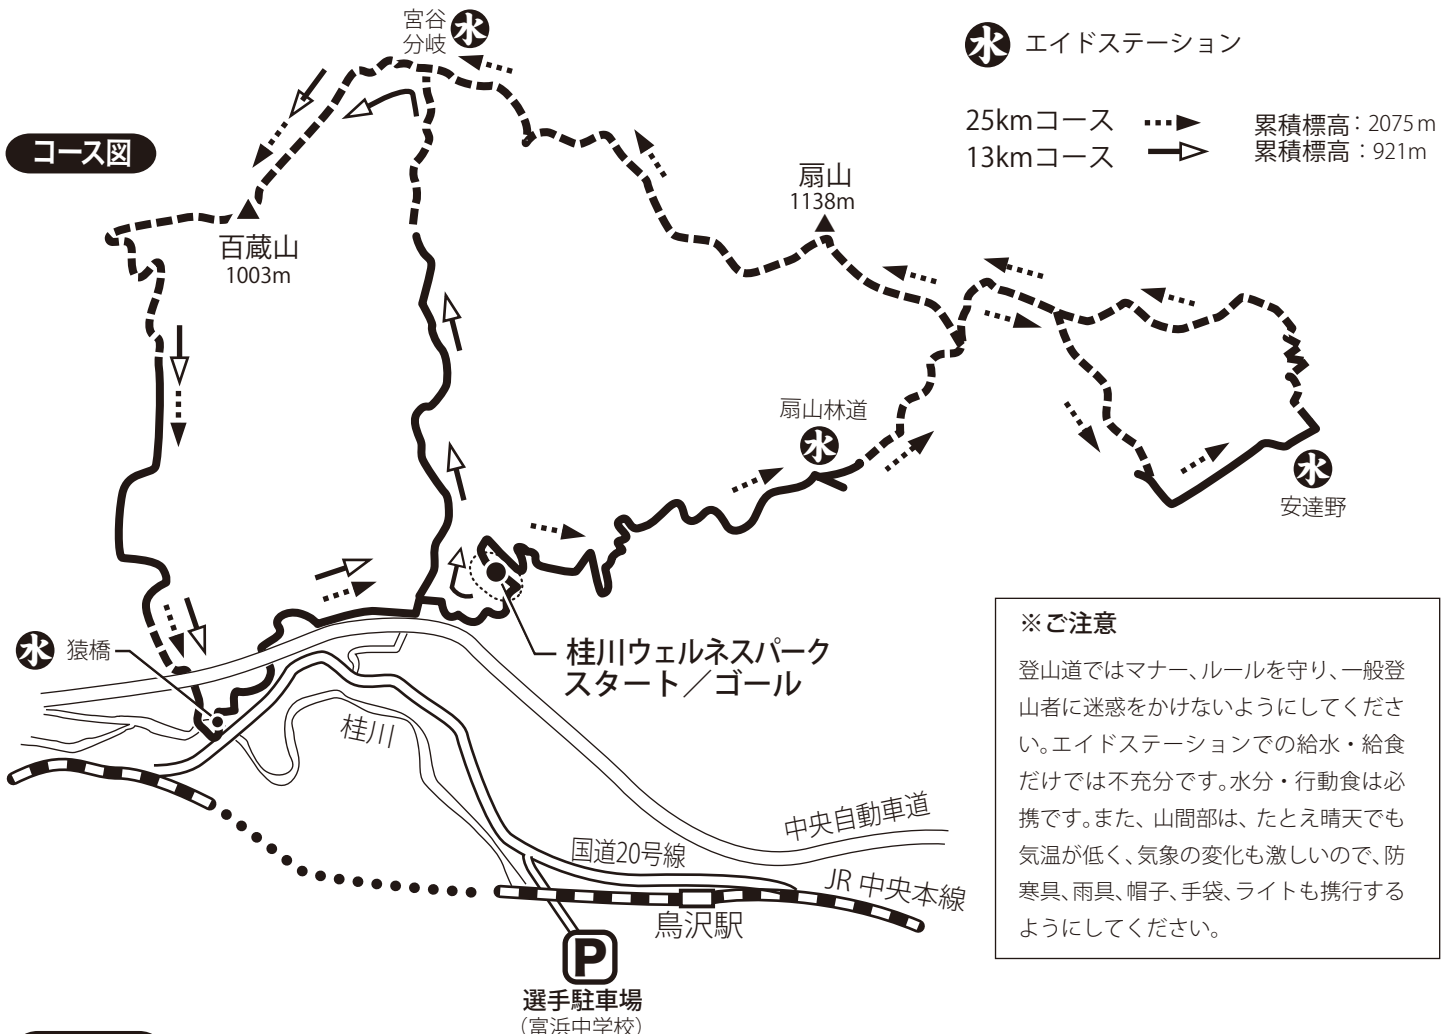 宮谷
分岐
水
水 エイドステーション
25kmコース
累積標高：2075m
13kmコース
累積標高：921m
コース図
扇山
1138m
百蔵山
1003m
扇山林道
水
水
安達野
水 猿橋
桂川ウェルネスパーク
スタート／ゴール
桂川
中央自動車道
国道20号線
JR 中央本線
鳥沢駅
P
選手駐車場
（富浜中学校）
※ご注意
登山道ではマナー、ルールを守り、一般登
山者に迷惑をかけないようにしてくださ
い。エイドステーションでの給水・給食
だけでは不充分です。水分・行動食は必
携です。また、山間部は、たとえ晴天でも
気温が低く、気象の変化も激しいので、防
寒具、雨具、帽子、手袋、ライトも携行する
ようにしてください。